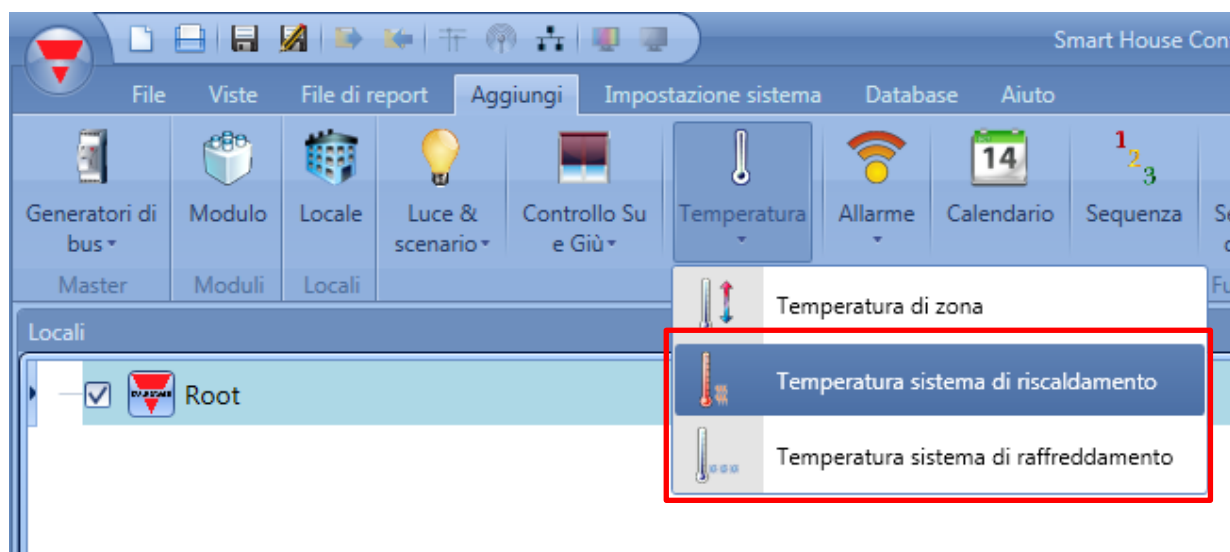 Smart House Con
File Viste File di report Aggiungi Impostazione sistema Database Aiuto
14
1 2 3
Generatori di bus
Modulo
Locale
Luce & scenario
Controllo Su e Giù
Temperatura
Allarme
Calendario
Sequenza
Master
Moduli
Locali
Temperatura di zona
Locali
Temperatura sistema di riscaldamento
Root
Temperatura sistema di raffreddamento